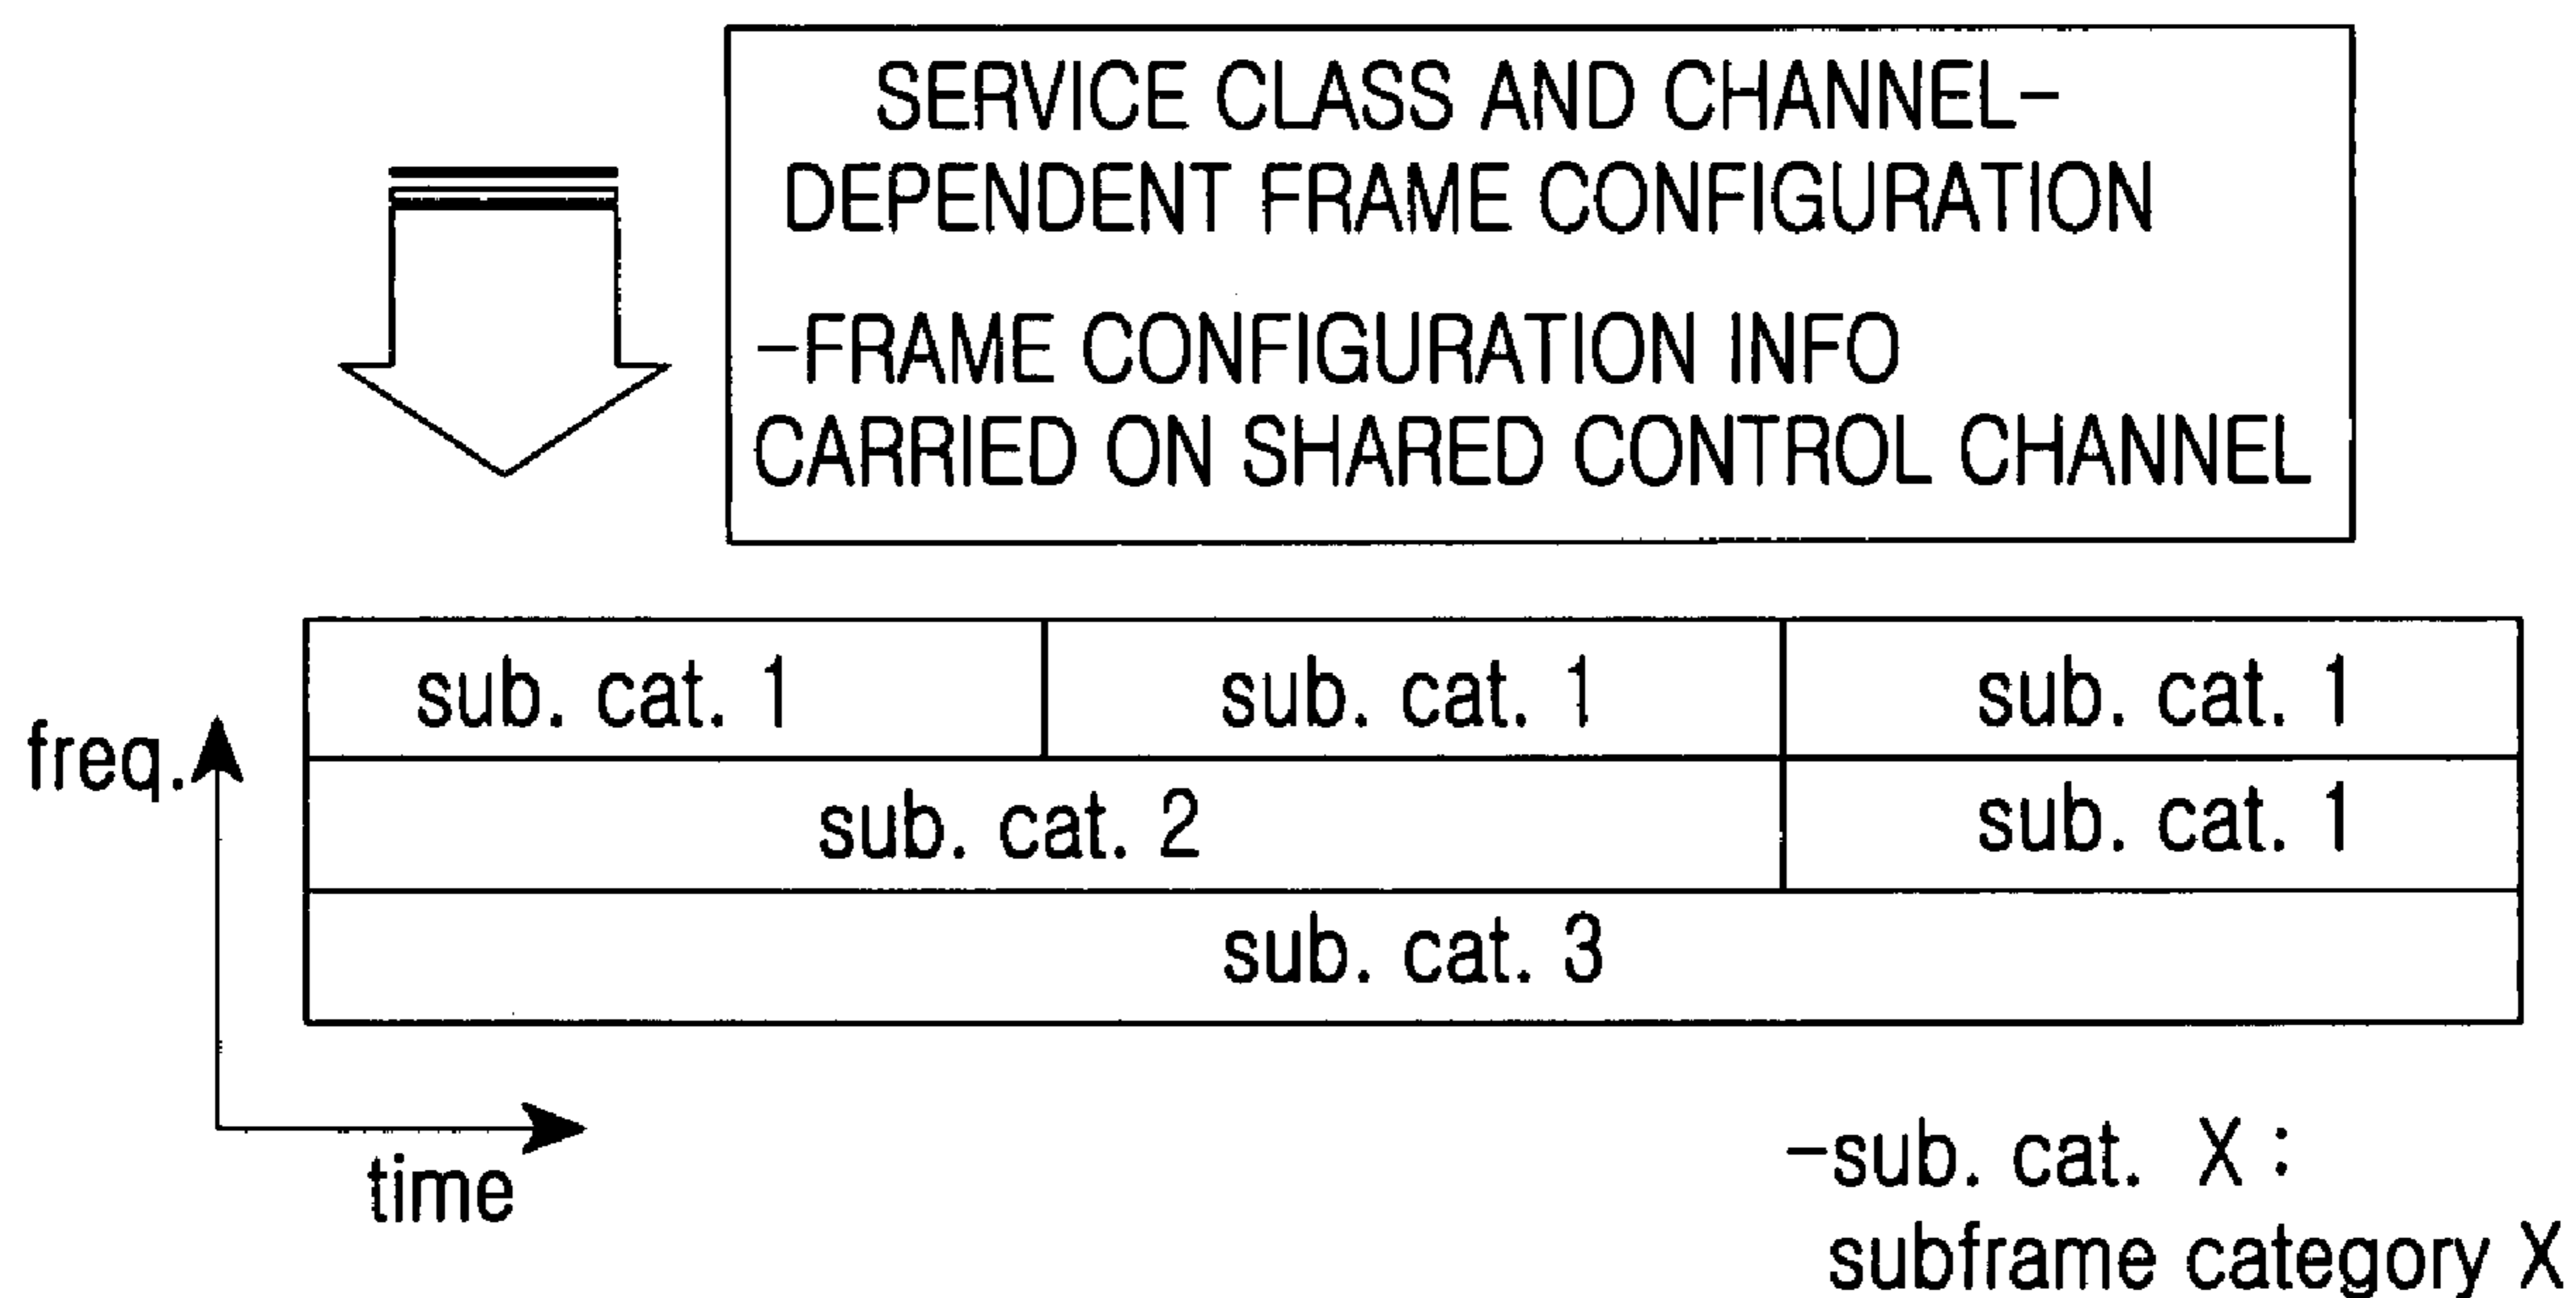 SERVICE CLASS AND CHANNEL-
DEPENDENT FRAME CONFIGURATION
-FRAME CONFIGURATION INFO
CARRIED ON SHARED CONTROL CHANNEL
sub. cat. 1
sub. cat. 1
sub. cat. 1
freq.
sub. cat. 2
sub. cat. 1
sub. cat. 3
time
-sub. cat. X :
subframe category X